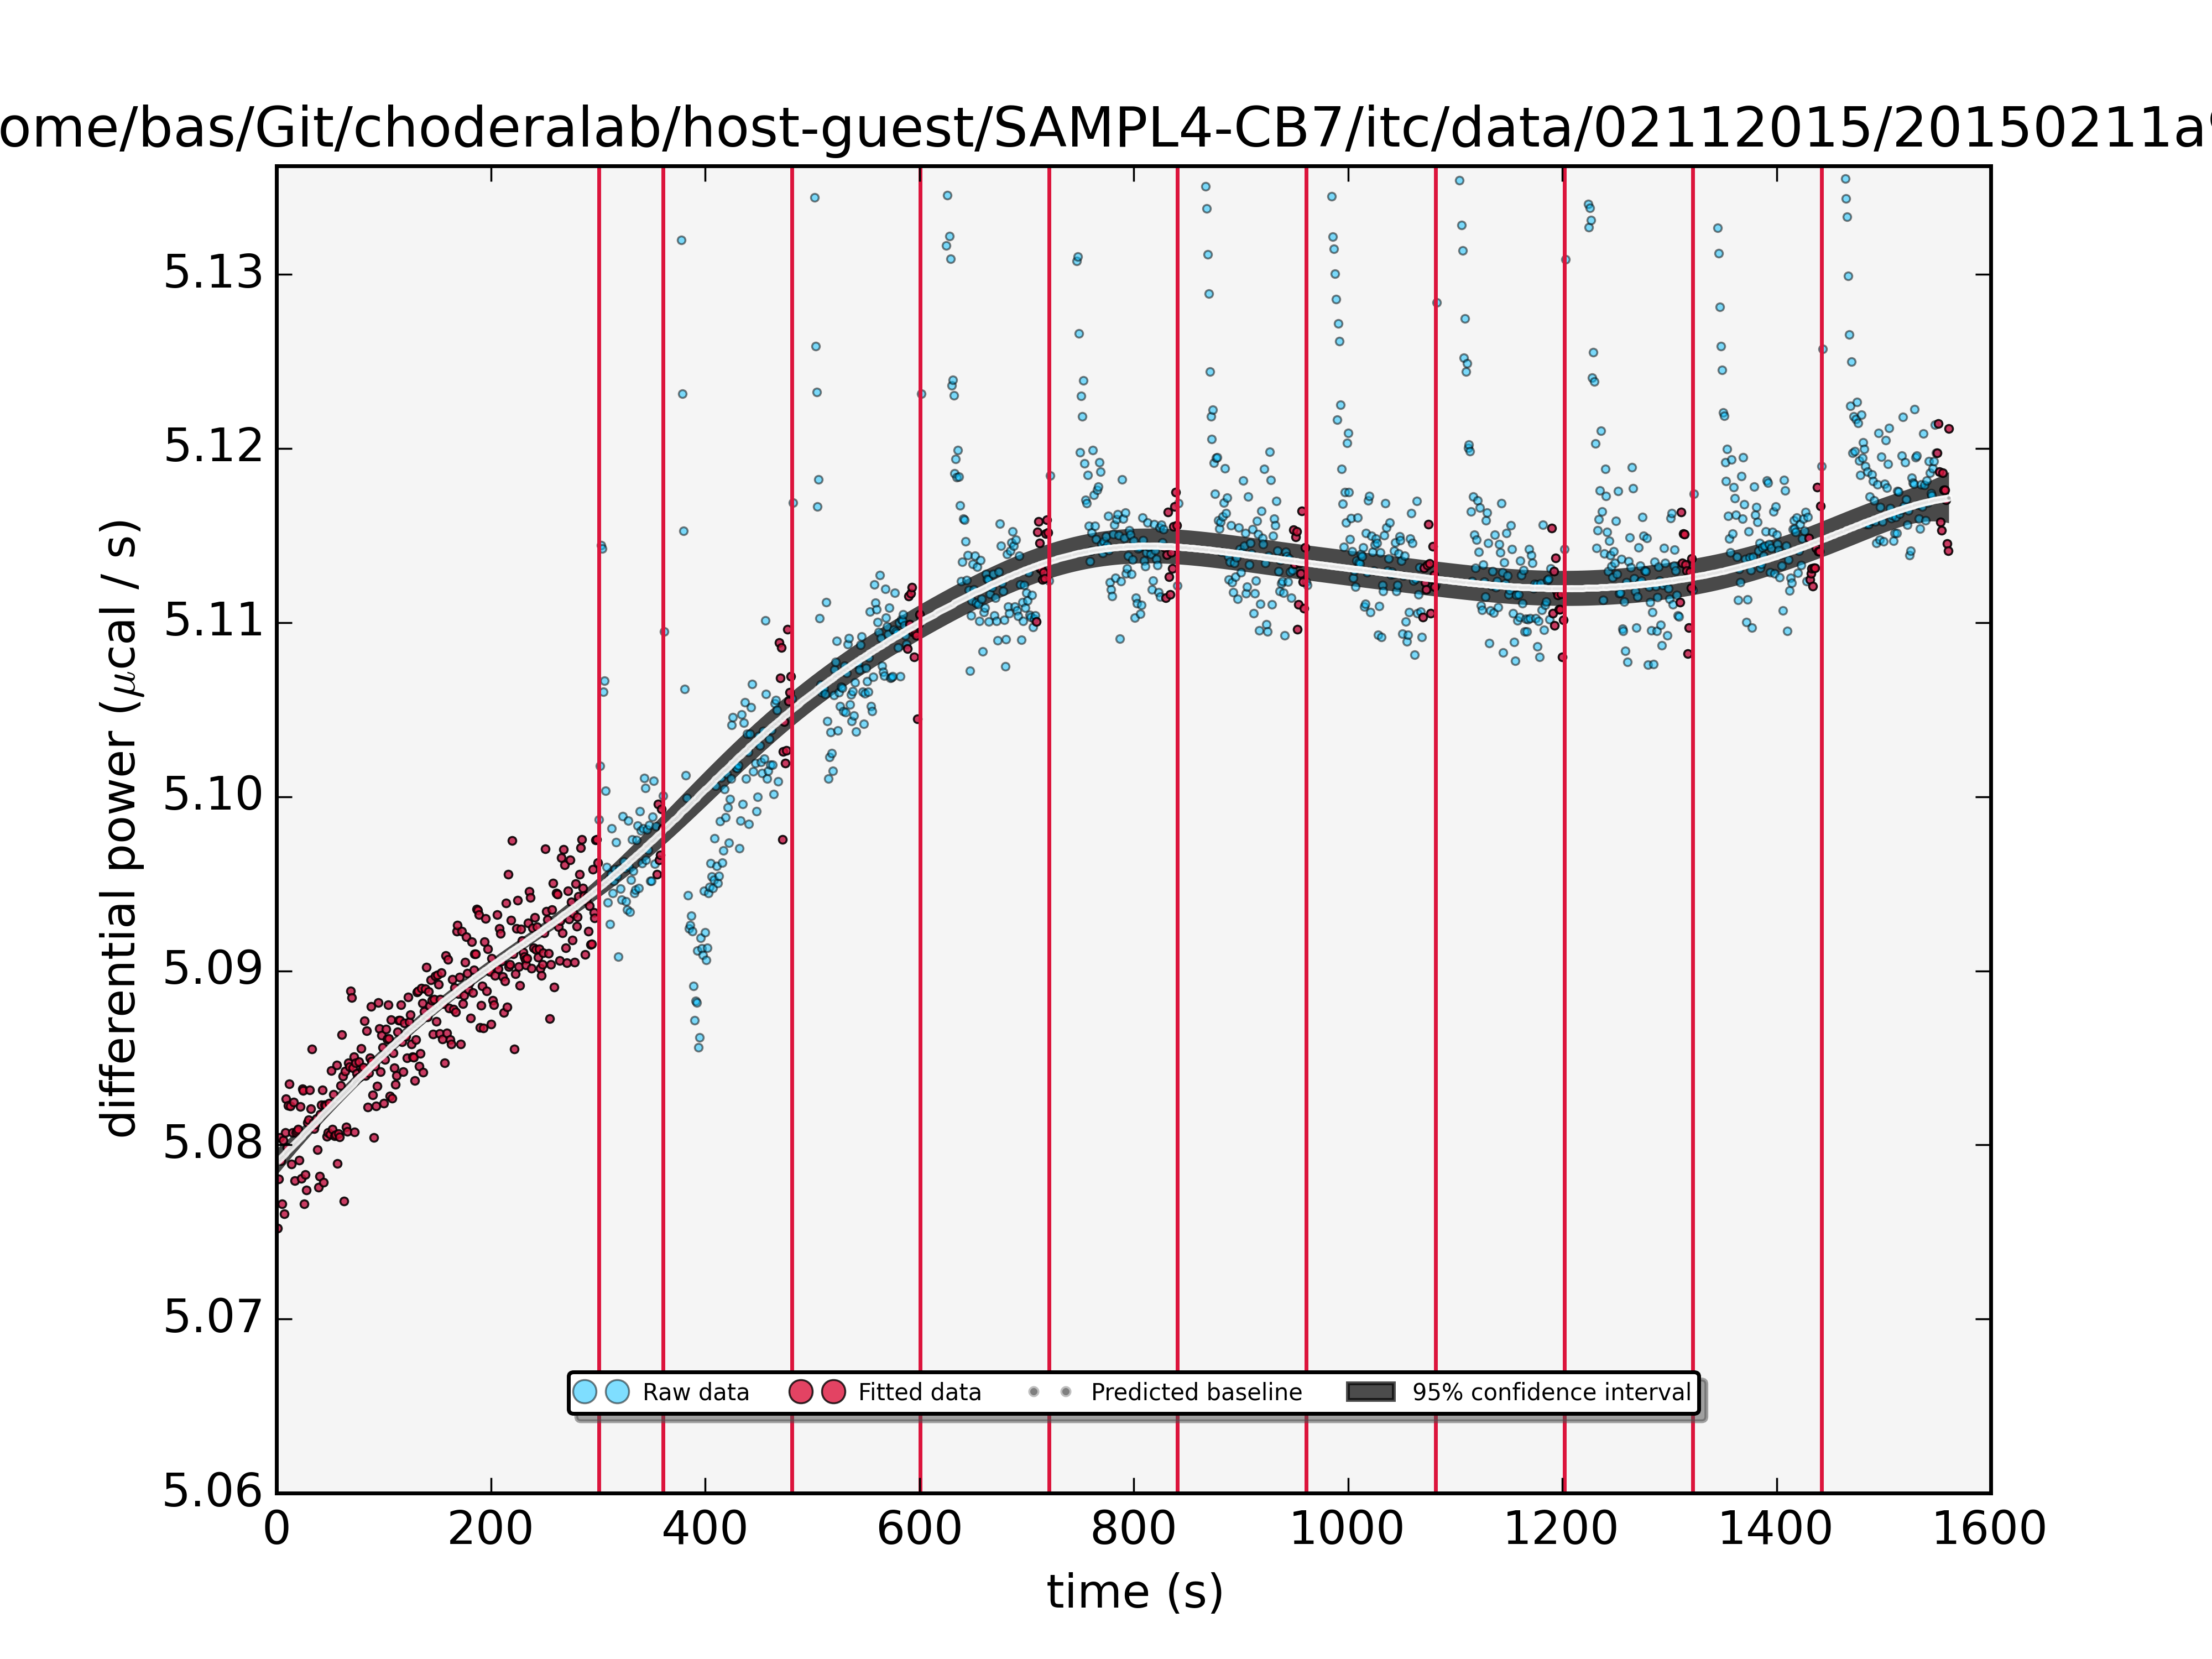 ome/bas/Git/choderalab/host-guest/SAMPL4-CB7/itc/data/02112015/20150211a
differential power (μcal / s)
5.13
5.12
5.11
5.10
5.09
5.08
5.07
5.06
Raw data Fitted data Predicted baseline 95% confidence interval
0 200 400 600 800 1000 1200 1400 1600
time (s)